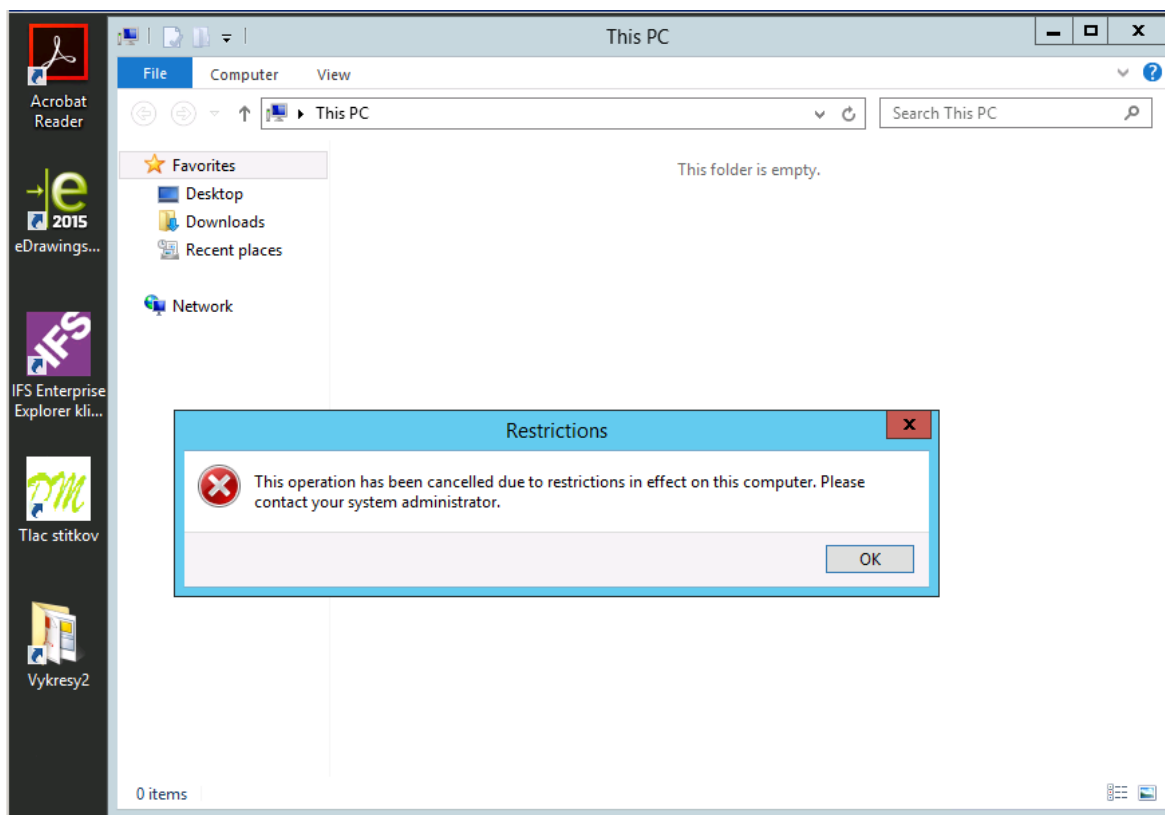 This PC
File Computer View
This PC
Search This PC
Acrobat
Reader
Favorites
Desktop
Downloads
Recent places
Network
This folder is empty.
e
2015
eDrawings...
IFS
IFS Enterprise
Explorer kli...
DM
Tlac stitkov
Vykresy2
Restrictions
This operation has been cancelled due to restrictions in effect on this computer. Please
contact your system administrator.
OK
0 items